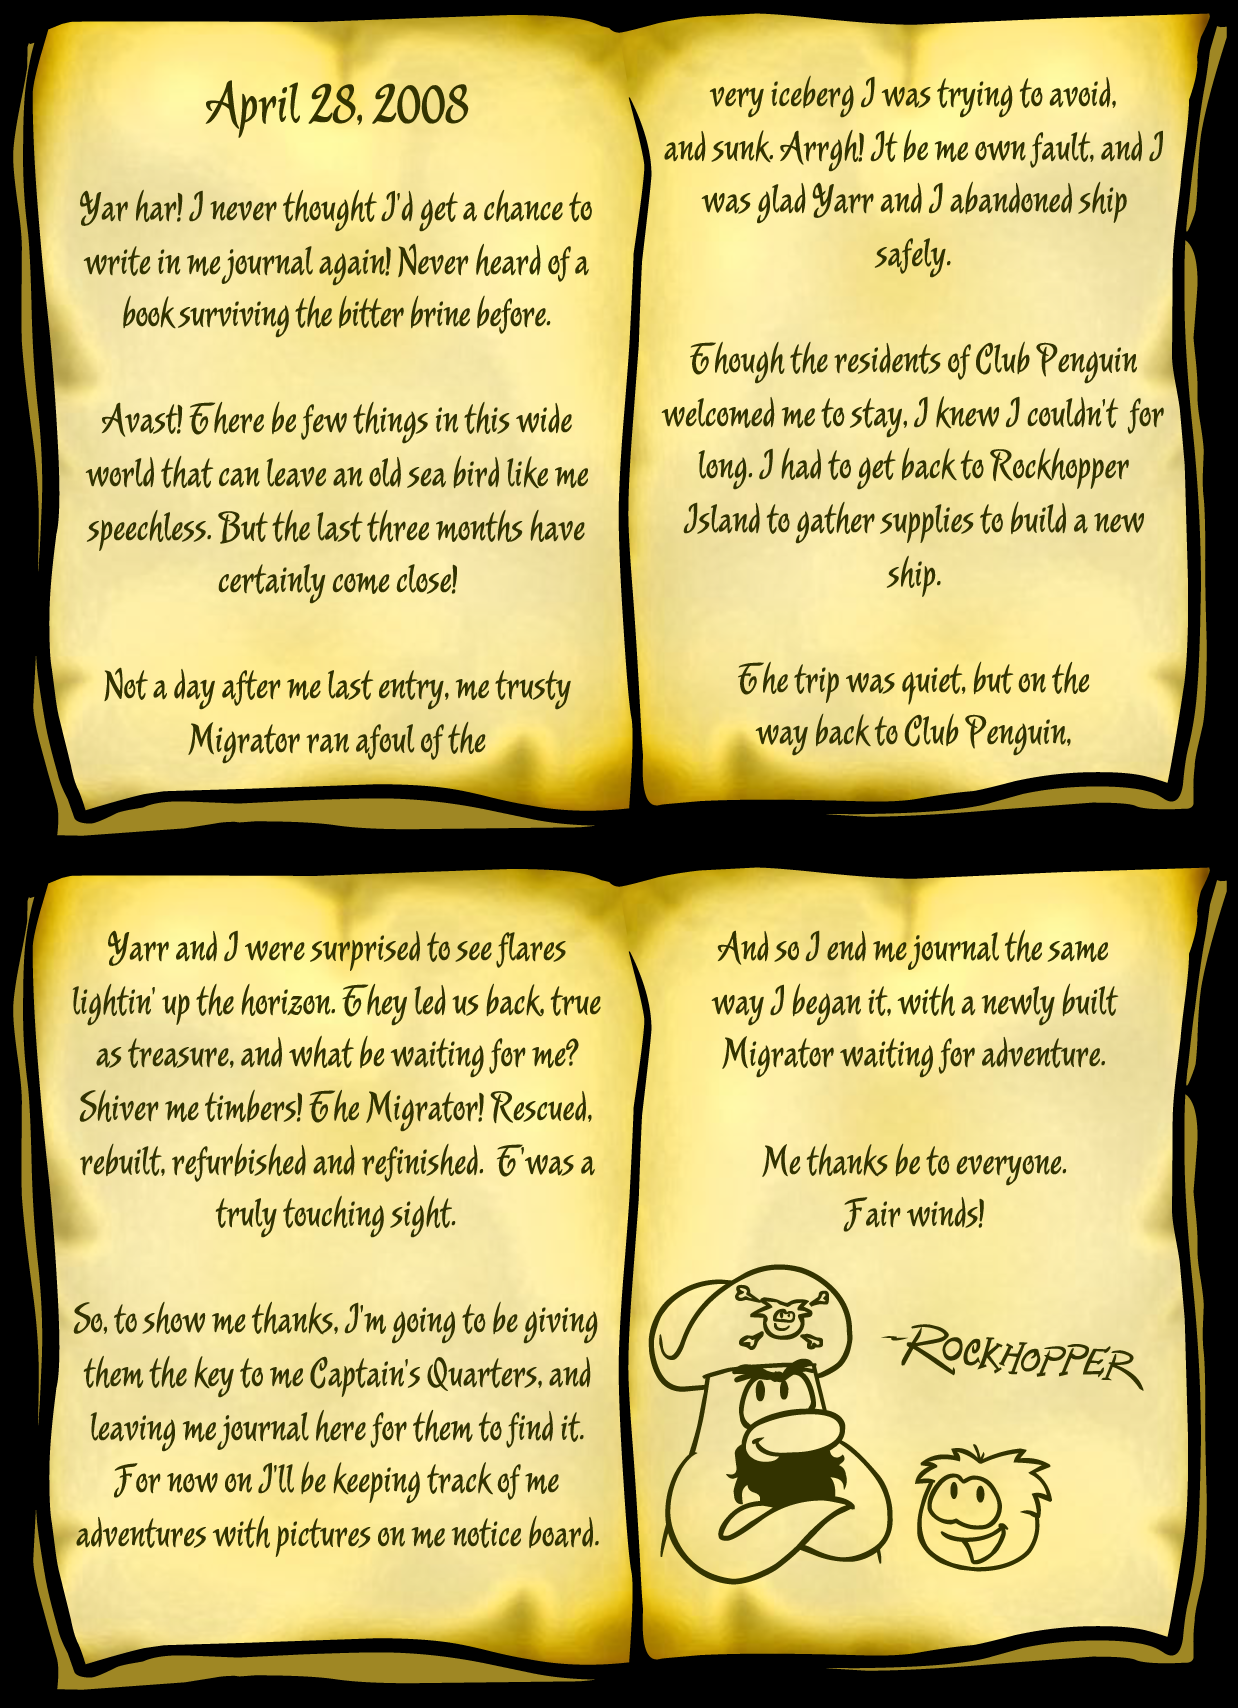 April 28, 2008
Yar har! I never thought I'd get a chance to
write in me journal again! Never heard of a
book surviving the bitter brine before.
Avast! There be few things in this wide
world that can leave an old sea bird like me
speechless. But the last three months have
certainly come close!
Not a day after me last entry, me trusty
Migrator ran afoul of the
very iceberg I was trying to avoid,
and sunk. Arrgh! It be me own fault, and I
was glad Yarr and I abandoned ship
safely.
Though the residents of Club Penguin
welcomed me to stay, I knew I couldn't for
long. I had to get back to Rockhopper
Island to gather supplies to build a new
ship.
The trip was quiet, but on the
way back to Club Penguin,
Yarr and I were surprised to see flares
lightin' up the horizon. They led us back, true
as treasure, and what be waiting for me?
Shiver me timbers! The Migrator! Rescued,
rebuilt, refurbished and refinished. T'was a
truly touching sight.
So, to show me thanks, I'm going to be giving
them the key to me Captain's Quarters, and
leaving me journal here for them to find it.
For now on I'll be keeping track of me
adventures with pictures on me notice board.
And so I end me journal the same
way I began it, with a newly built
Migrator waiting for adventure.
Me thanks be to everyone.
Fair winds!
~ROCKHOPPER